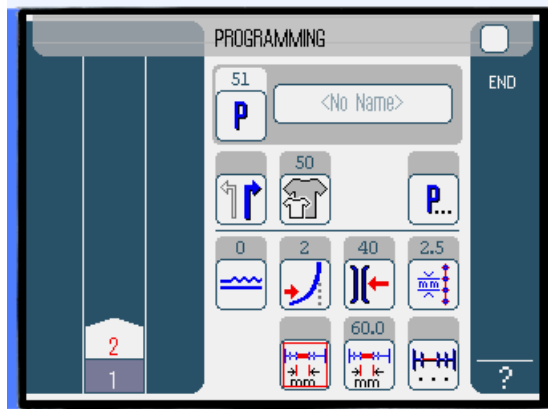 PROGRAMMING
51
P
<No Name>
END
50
P...
0
2
40
2.5
mm
60.0
mm
mm
...
2
1
?